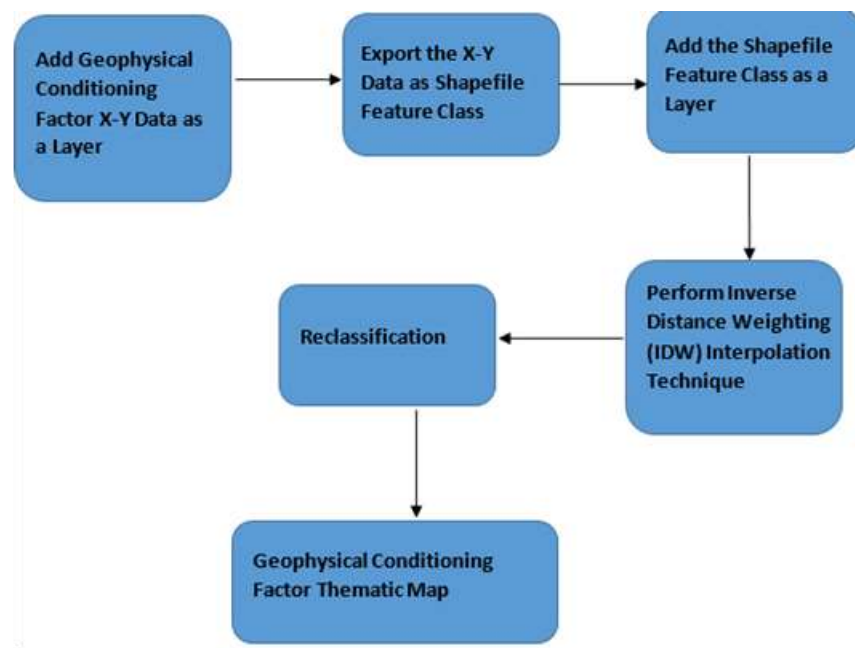 Add Geophysical
Conditioning
Factor X-Y Data as
a Layer
Export the X-Y
Data as Shapefile
Feature Class
Add the Shapefile
Feature Class as a
Layer
Perform Inverse
Distance Weighting
(IDW) Interpolation
Technique
Reclassification
Geophysical Conditioning
Factor Thematic Map